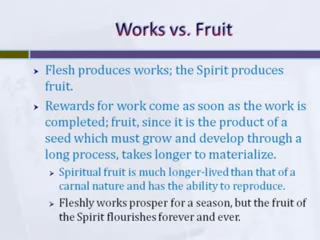 Works vs. Fruit
Flesh produces works; the Spirit produces
fruit.
Rewards for work come as soon as the work is
completed; fruit, since it is the product of a
seed which must grow and develop through a
long process, takes longer to materialize.
Spiritual fruit is much longer-lived than that of a
carnal nature and has the ability to reproduce.
Fleshly works prosper for a season, but the fruit of
the Spirit flourishes forever and ever.